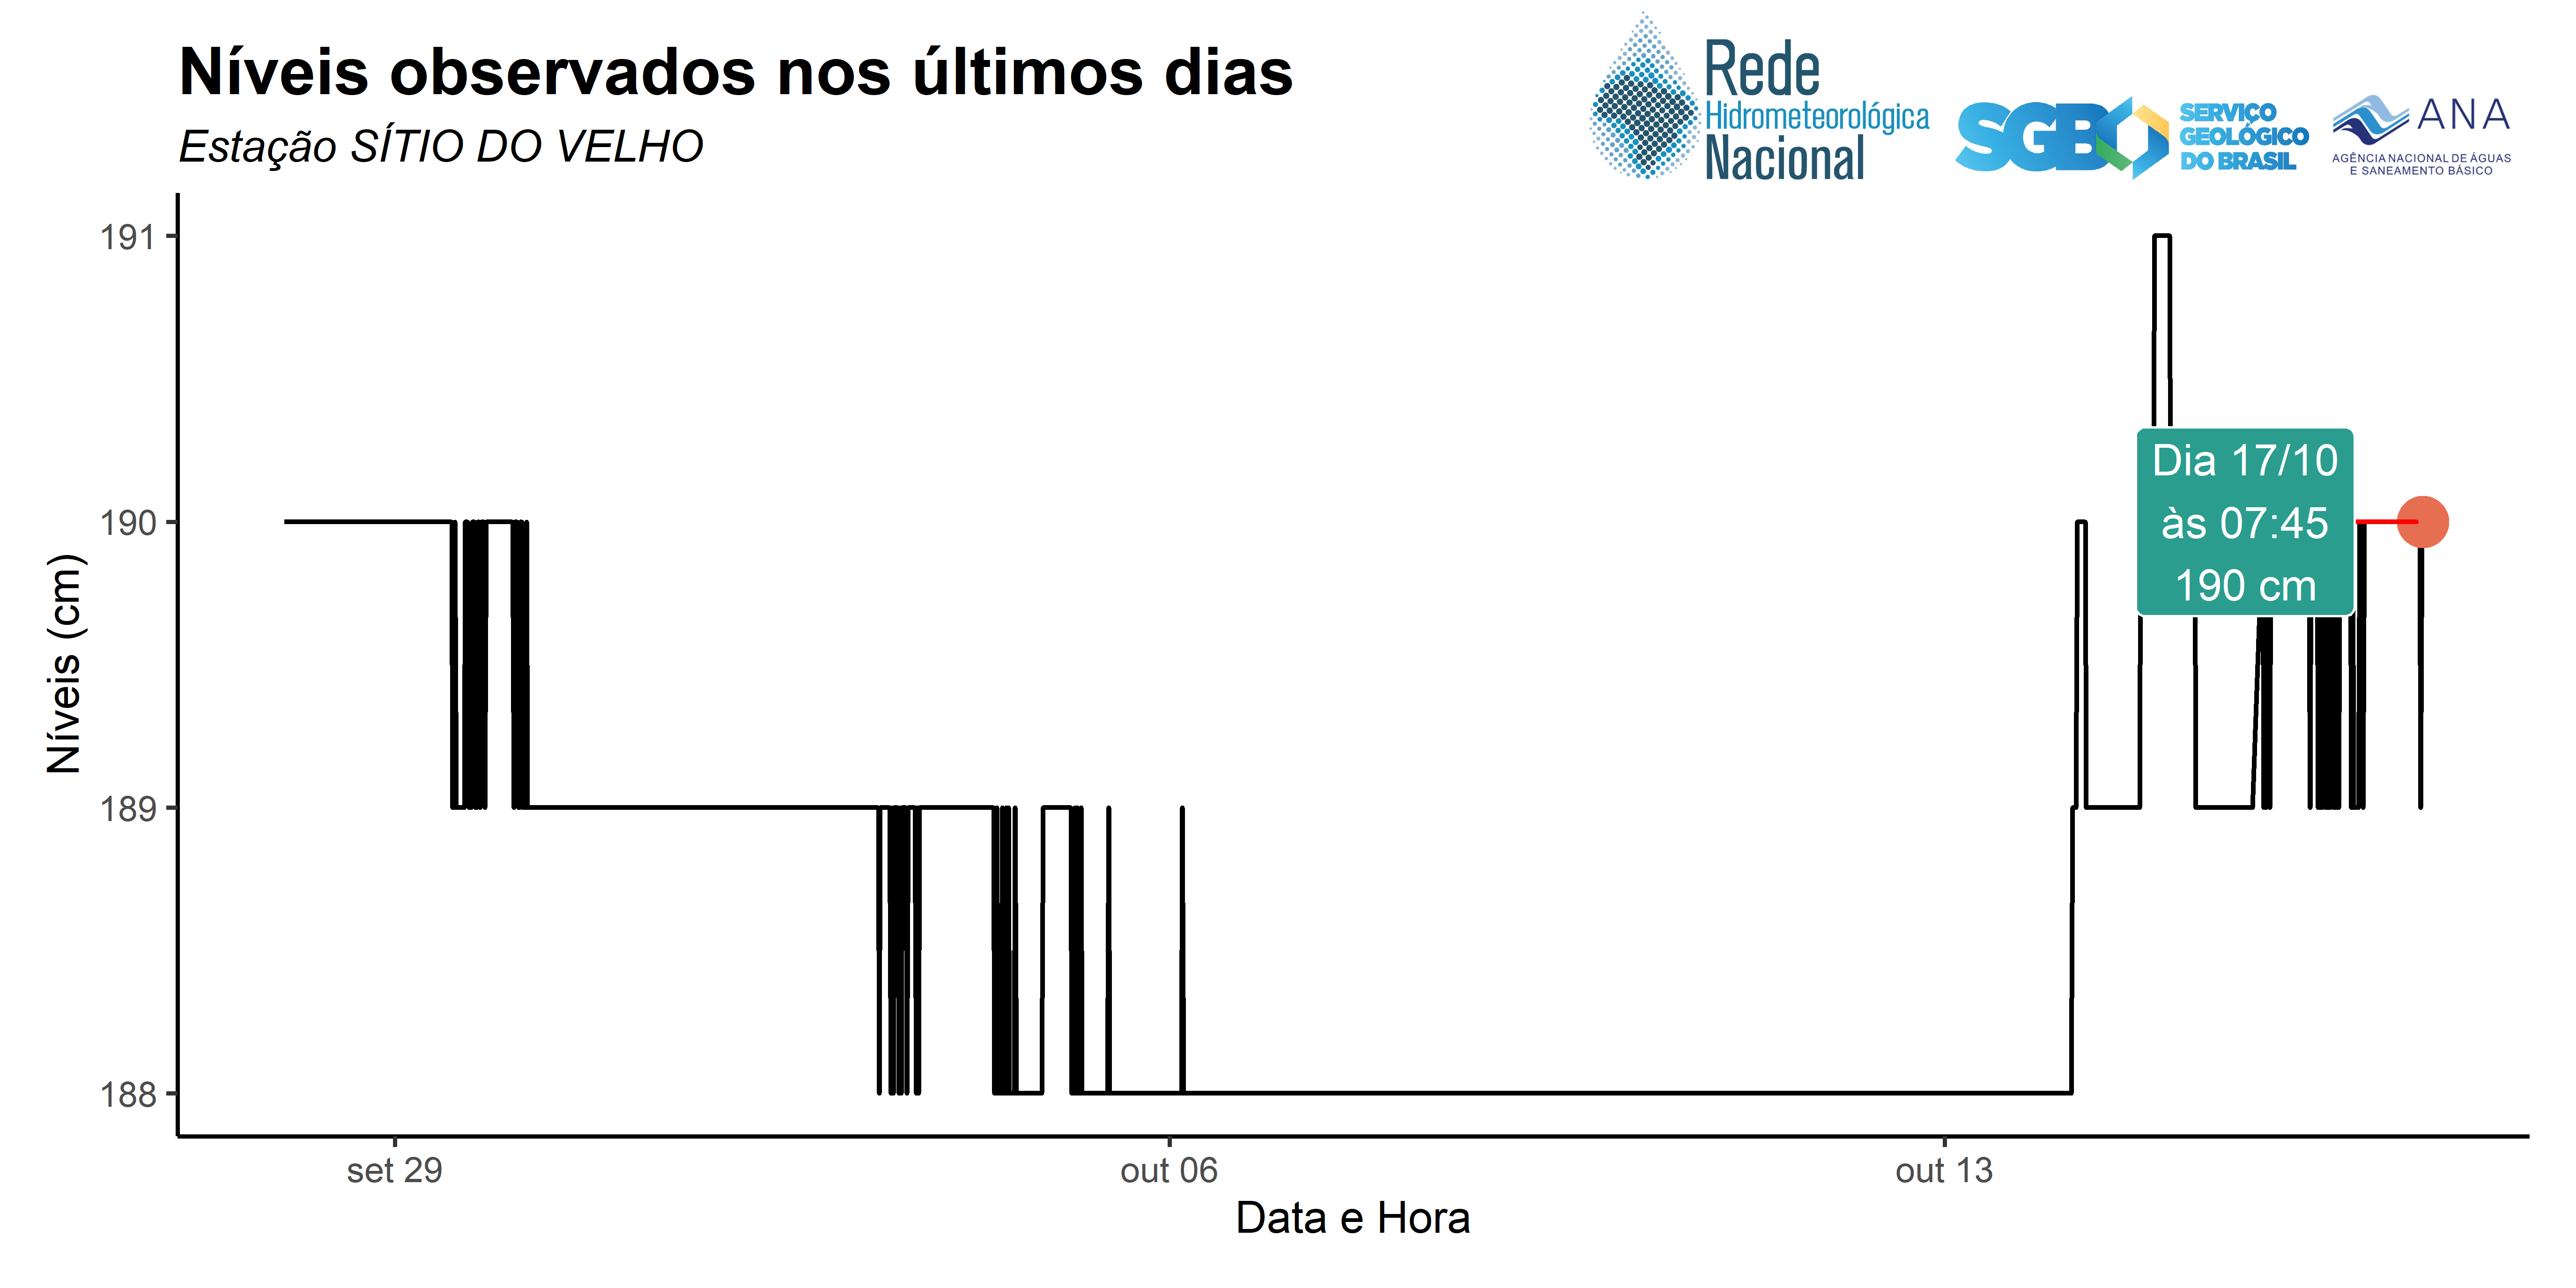 Níveis observados nos últimos dias
Estação SÍTIO DO VELHO
Rede
Hidrometeorológica
Nacional
SGB
SERVIÇO
GEOLÓGICO
DO BRASIL
ANA
AGÊNCIA NACIONAL DE ÁGUAS
E SANEAMENTO BÁSICO
Níveis (cm)
191
190
189
188
Dia 17/10
às 07:45
190 cm
set 29
out 06
out 13
Data e Hora